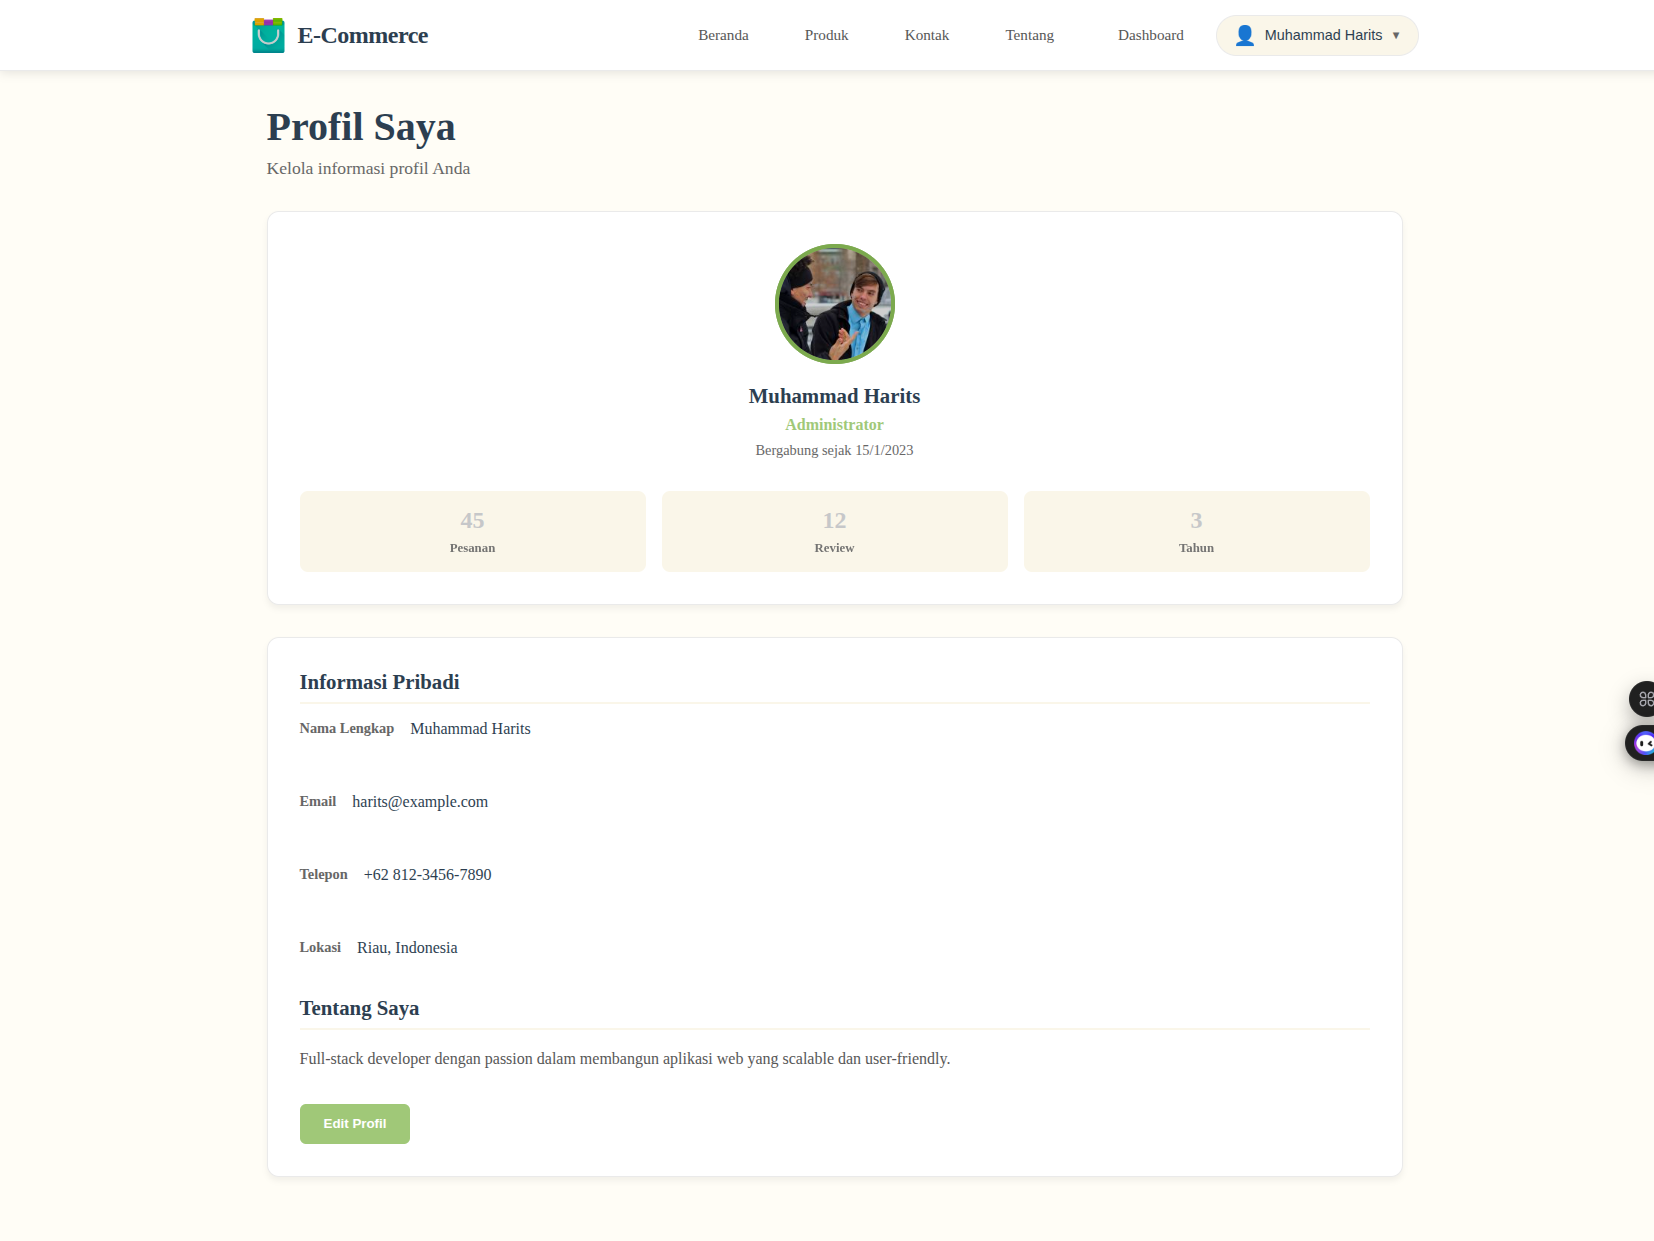 E-Commerce
Beranda
Produk
Kontak
Tentang
Dashboard
Muhammad Harits ▼
Profil Saya
Kelola informasi profil Anda
Muhammad Harits
Administrator
Bergabung sejak 15/1/2023
45
Pesanan
12
Review
3
Tahun
Informasi Pribadi
Nama Lengkap Muhammad Harits
Email harits@example.com
Telepon +62 812-3456-7890
Lokasi Riau, Indonesia
Tentang Saya
Full-stack developer dengan passion dalam membangun aplikasi web yang scalable dan user-friendly.
Edit Profil